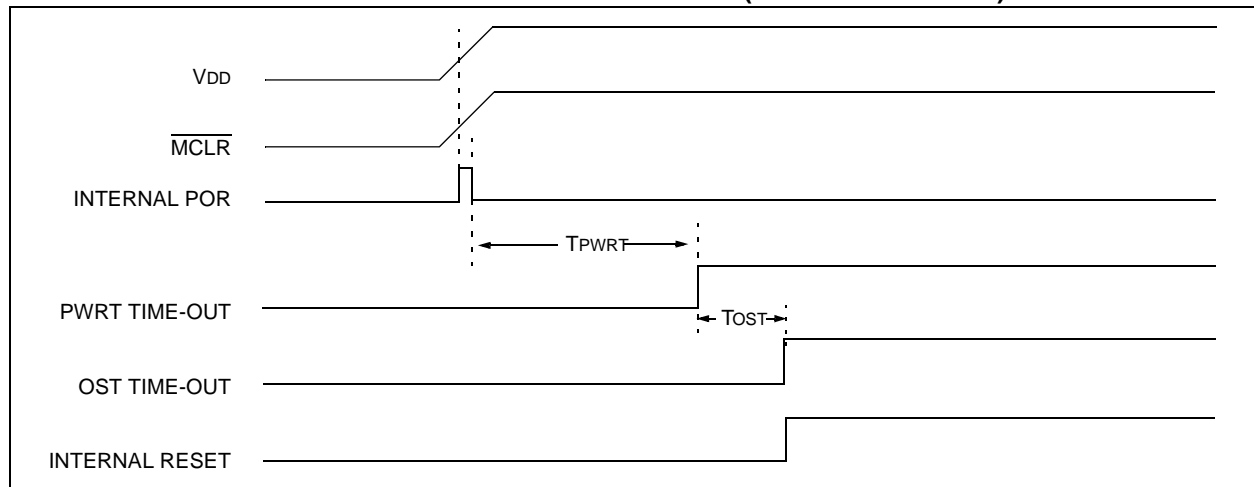 VDD
MCLR
INTERNAL POR
TPWRT
PWRT TIME-OUT
TOST
OST TIME-OUT
INTERNAL RESET